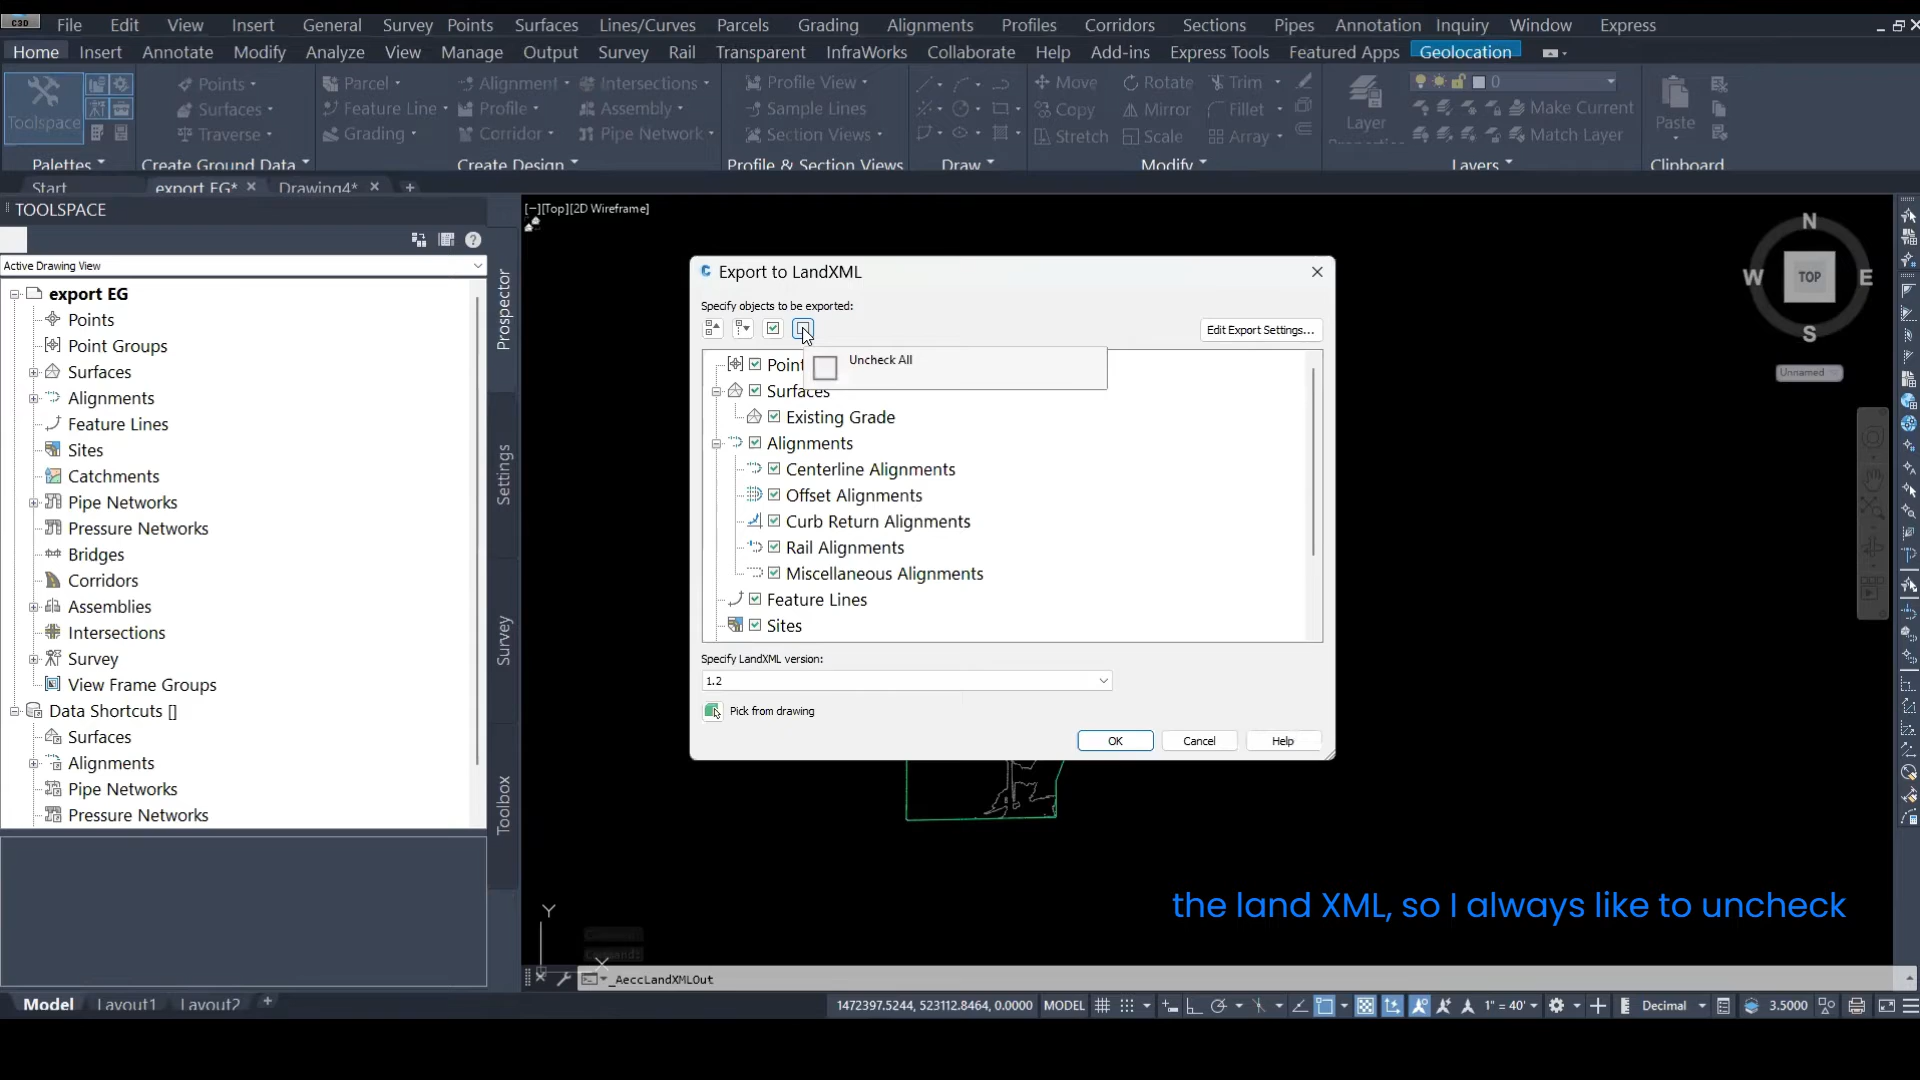 C3D
File Edit View Insert General Survey Points Surfaces Lines/Curves Parcels Grading Alignments Profiles Corridors Sections Pipes Annotation Inquiry Window Express
Home Insert Annotate Modify Analyze View Manage Output Survey Rail Transparent InfraWorks Collaborate Help Add-ins Express Tools Featured Apps Geolocation
Points Parcel Alignment Intersections Profile View Move Rotate Trim 0
Toolspace Surfaces Feature Line Profile Assembly Sample Lines Copy Mirror Fillet Layer Properties Make Current Paste
Traverse Grading Corridor Pipe Network Section Views Stretch Scale Array Match Layer
Palettes Create Ground Data Create Design Profile & Section Views Draw Modify Layers Clipboard
Start export EG* Drawing4*
TOOLSPACE
Active Drawing View
export EG
Points
Point Groups
Surfaces
Alignments
Feature Lines
Sites
Catchments
Pipe Networks
Pressure Networks
Bridges
Corridors
Assemblies
Intersections
Survey
View Frame Groups
Data Shortcuts []
Surfaces
Alignments
Pipe Networks
Pressure Networks
Prospector
Settings
Survey
Toolbox
[−][Top][2D Wireframe]
N
W TOP E
S
Unnamed
Export to LandXML
Specify objects to be exported:
Edit Export Settings...
Uncheck All
Point
Surfaces
Existing Grade
Alignments
Centerline Alignments
Offset Alignments
Curb Return Alignments
Rail Alignments
Miscellaneous Alignments
Feature Lines
Sites
Specify LandXML version:
1.2
Pick from drawing
OK Cancel Help
the land XML, so I always like to uncheck
Y
X
Command:
Command:
_AeccLandXMLOut
Model Layout1 Layout2 +
1472397.5244, 523112.8464, 0.0000 MODEL 1" = 40' Decimal 3.5000